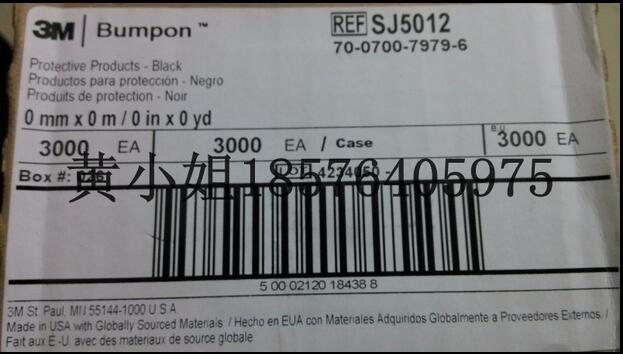 3M Bumpon™
REF SJ5012
70-0700-7979-6
Protective Products - Black
Productos para protección - Negro
Produits de protection - Noir
0 mm x 0 m / 0 in x 0 yd
3000 EA
3000 EA / Case
B.U. 3000 EA
Box #:
黄小姐18576405975
5 00 02120 18438 8
3M St. Paul, MN 55144-1000 U.S.A.
Made in USA with Globally Sourced Materials / Hecho en EUA con Materiales Adquiridos Globalmente a Proveedores Externos. /
Fait aux E.-U. avec des materiaux de source globale